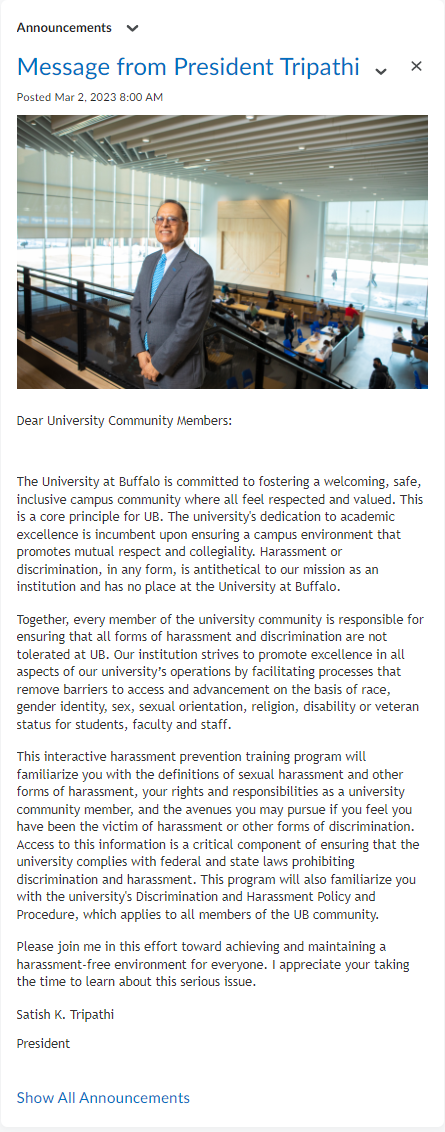 Announcements
Message from President Tripathi
Posted Mar 2, 2023 8:00 AM
Dear University Community Members:
The University at Buffalo is committed to fostering a welcoming, safe,
inclusive campus community where all feel respected and valued. This
is a core principle for UB. The university's dedication to academic
excellence is incumbent upon ensuring a campus environment that
promotes mutual respect and collegiality. Harassment or
discrimination, in any form, is antithetical to our mission as an
institution and has no place at the University at Buffalo.
Together, every member of the university community is responsible for
ensuring that all forms of harassment and discrimination are not
tolerated at UB. Our institution strives to promote excellence in all
aspects of our university’s operations by facilitating processes that
remove barriers to access and advancement on the basis of race,
gender identity, sex, sexual orientation, religion, disability or veteran
status for students, faculty and staff.
This interactive harassment prevention training program will
familiarize you with the definitions of sexual harassment and other
forms of harassment, your rights and responsibilities as a university
community member, and the avenues you may pursue if you feel you
have been the victim of harassment or other forms of discrimination.
Access to this information is a critical component of ensuring that the
university complies with federal and state laws prohibiting
discrimination and harassment. This program will also familiarize you
with the university's Discrimination and Harassment Policy and
Procedure, which applies to all members of the UB community.
Please join me in this effort toward achieving and maintaining a
harassment-free environment for everyone. I appreciate your taking
the time to learn about this serious issue.
Satish K. Tripathi
President
Show All Announcements